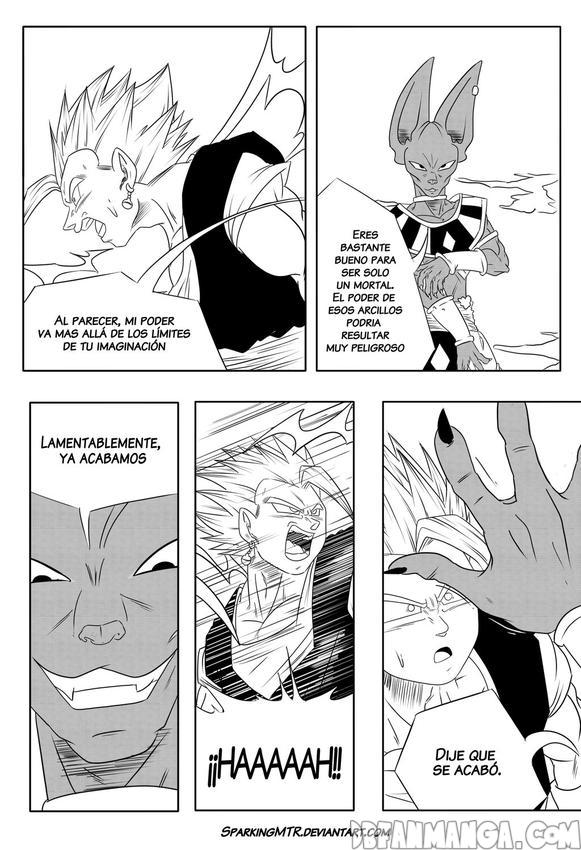 AL PARECER, MI PODER
VA MAS ALLÁ DE LOS LÍMITES
DE TU IMAGINACIÓN
ERES
BASTANTE
BUENO PARA
SER SOLO
UN MORTAL.
EL PODER DE
ESOS ARCILLOS
PODRIA
RESULTAR
MUY PELIGROSO
LAMENTABLEMENTE,
YA ACABAMOS
¡¡HAAAAAH!!
DIJE QUE
SE ACABÓ.
SPARKINGMTR.DEVIANTART.COM
DBFANMANGA.COM